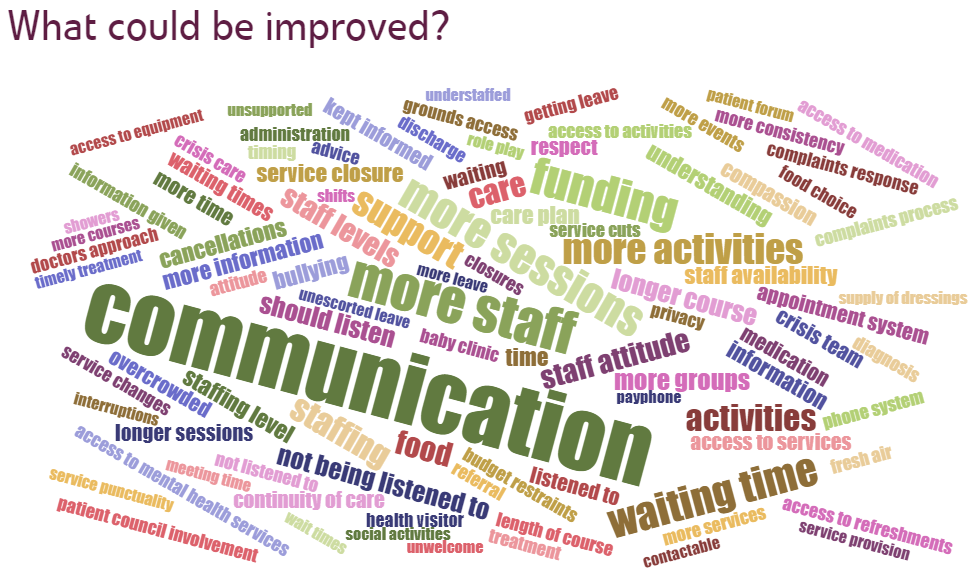 What could be improved?
understaffed
getting leave
patient forum
access to medication
unsupported
kept informed
grounds access
more events
more consistency
access to equipment
administration
discharge
role play
access to activities
complaints response
crisis care
timing
advice
respect
understanding
compassion
food choice
waiting times
service closure
waiting
care
funding
complaints process
information given
more time
shifts
support
more sessions
care plan
service cuts
showers
more courses
doctors approach
timely treatment
cancellations
staff levels
more information
attitude
bullying
more leave
closures
more activities
staff availability
longer course
supply of dressings
unescorted leave
should listen
more staff
privacy
appointment system
communication
baby clinic
time
staff attitude
crisis team
diagnosis
medication
information
service changes
overcrowded
staffing level
more groups
payphone
interruptions
longer sessions
staffing
food
activities
phone system
access to services
access to mental health services
meeting time
not listened to
not being listened to
budget restraints
referral
listened to
waiting time
fresh air
service punctuality
continuity of care
patient council involvement
wait times
health visitor
social activities
unwelcome
length of course
treatment
more services
contactable
access to refreshments
service provision